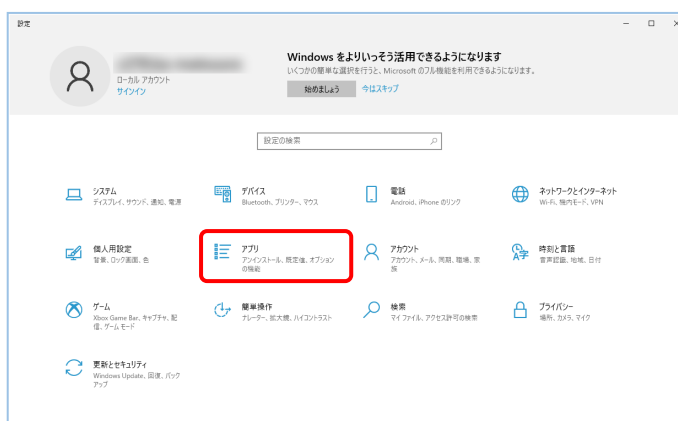 設定
Windows をよりいっそう活用できるようになります
いくつかの簡単な選択を行うと、Microsoft のフル機能を利用できるようになります。
ローカル アカウント
サインイン
始めましょう
今はスキップ
設定の検索
システム
ディスプレイ、サウンド、通知、電源
デバイス
Bluetooth、プリンター、マウス
電話
Android、iPhone のリンク
ネットワークとインターネット
Wi-Fi、機内モード、VPN
個人用設定
背景、ロック画面、色
アプリ
アンインストール、既定値、オプション
の機能
アカウント
アカウント、メール、同期、職場、家
族
時刻と言語
音声認識、地域、日付
ゲーム
Xbox Game Bar、キャプチャ、配
信、ゲーム モード
簡単操作
ナレーター、拡大鏡、ハイコントラスト
検索
マイ ファイル、アクセス許可の検索
プライバシー
場所、カメラ、マイク
更新とセキュリティ
Windows Update、回復、バック
アップ